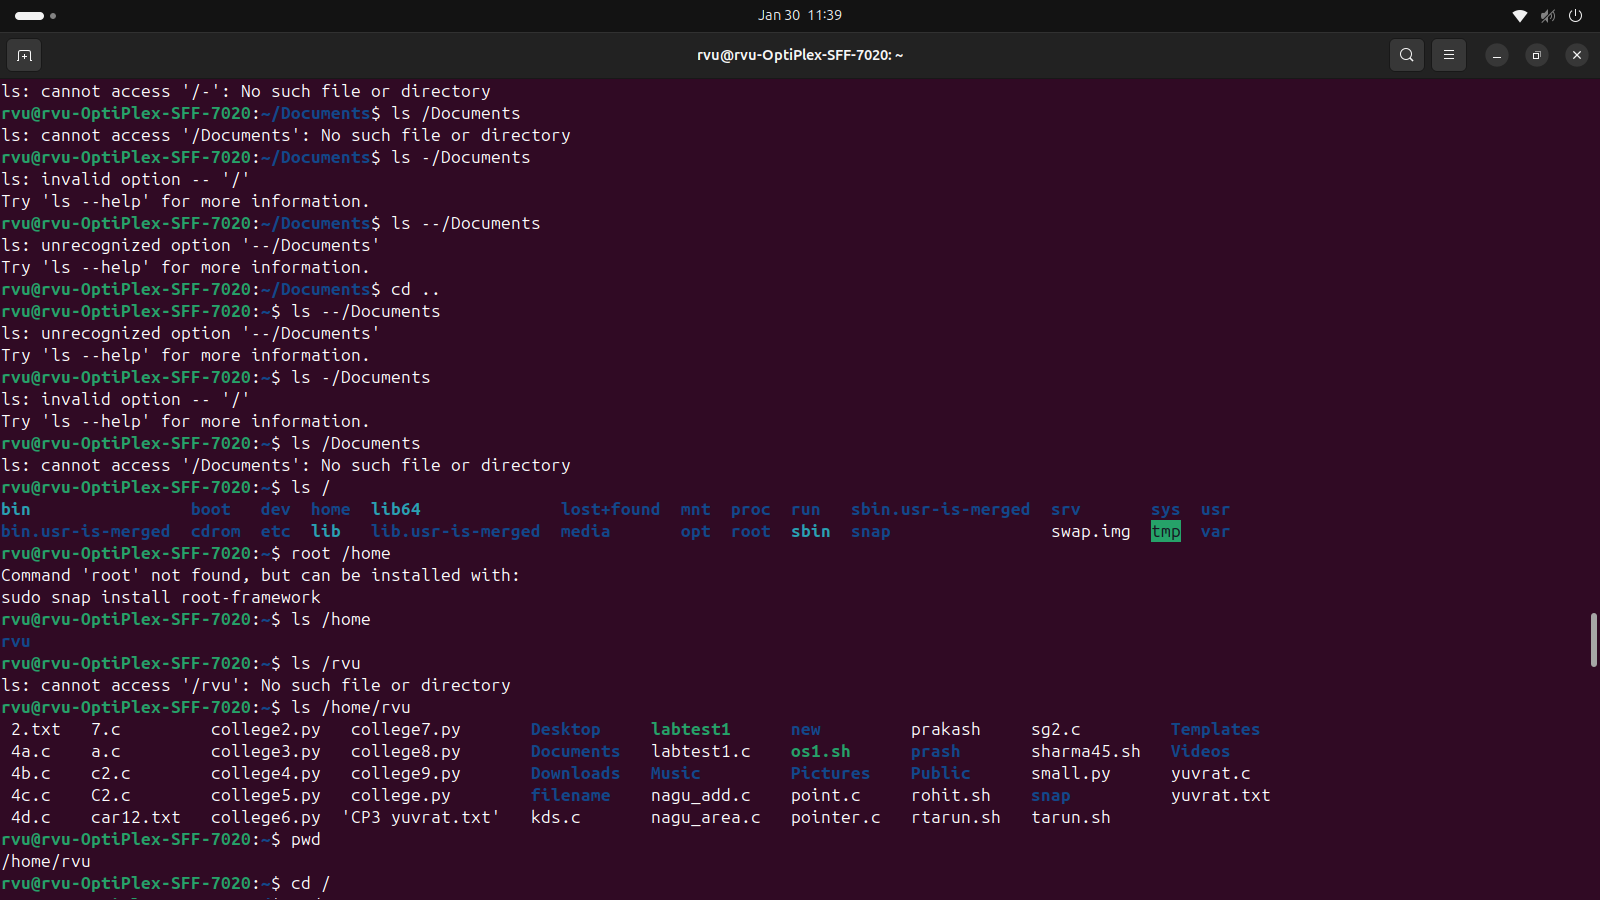 Jan 30  11:39
rvu@rvu-OptiPlex-SFF-7020: ~
ls: cannot access '/-': No such file or directory
rvu@rvu-OptiPlex-SFF-7020:~/Documents$ ls /Documents
ls: cannot access '/Documents': No such file or directory
rvu@rvu-OptiPlex-SFF-7020:~/Documents$ ls -/Documents
ls: invalid option -- '/'
Try 'ls --help' for more information.
rvu@rvu-OptiPlex-SFF-7020:~/Documents$ ls --/Documents
ls: unrecognized option '--/Documents'
Try 'ls --help' for more information.
rvu@rvu-OptiPlex-SFF-7020:~/Documents$ cd ..
rvu@rvu-OptiPlex-SFF-7020:~$ ls --/Documents
ls: unrecognized option '--/Documents'
Try 'ls --help' for more information.
rvu@rvu-OptiPlex-SFF-7020:~$ ls -/Documents
ls: invalid option -- '/'
Try 'ls --help' for more information.
rvu@rvu-OptiPlex-SFF-7020:~$ ls /Documents
ls: cannot access '/Documents': No such file or directory
rvu@rvu-OptiPlex-SFF-7020:~$ ls /
bin                boot   dev  home  lib64              lost+found  mnt  proc  run   sbin.usr-is-merged  srv       sys  usr
bin.usr-is-merged  cdrom  etc  lib   lib.usr-is-merged  media       opt  root  sbin  snap                swap.img  tmp  var
rvu@rvu-OptiPlex-SFF-7020:~$ root /home
Command 'root' not found, but can be installed with:
sudo snap install root-framework
rvu@rvu-OptiPlex-SFF-7020:~$ ls /home
rvu
rvu@rvu-OptiPlex-SFF-7020:~$ ls /rvu
ls: cannot access '/rvu': No such file or directory
rvu@rvu-OptiPlex-SFF-7020:~$ ls /home/rvu
 2.txt   7.c         college2.py   college7.py       Desktop     labtest1      new         prakash    sg2.c         Templates
 4a.c    a.c         college3.py   college8.py       Documents   labtest1.c    os1.sh      prash      sharma45.sh   Videos
 4b.c    c2.c        college4.py   college9.py       Downloads   Music         Pictures    Public     small.py      yuvrat.c
 4c.c    C2.c        college5.py   college.py        filename    nagu_add.c    point.c     rohit.sh   snap          yuvrat.txt
 4d.c    car12.txt   college6.py  'CP3 yuvrat.txt'   kds.c       nagu_area.c   pointer.c   rtarun.sh  tarun.sh
rvu@rvu-OptiPlex-SFF-7020:~$ pwd
/home/rvu
rvu@rvu-OptiPlex-SFF-7020:~$ cd /